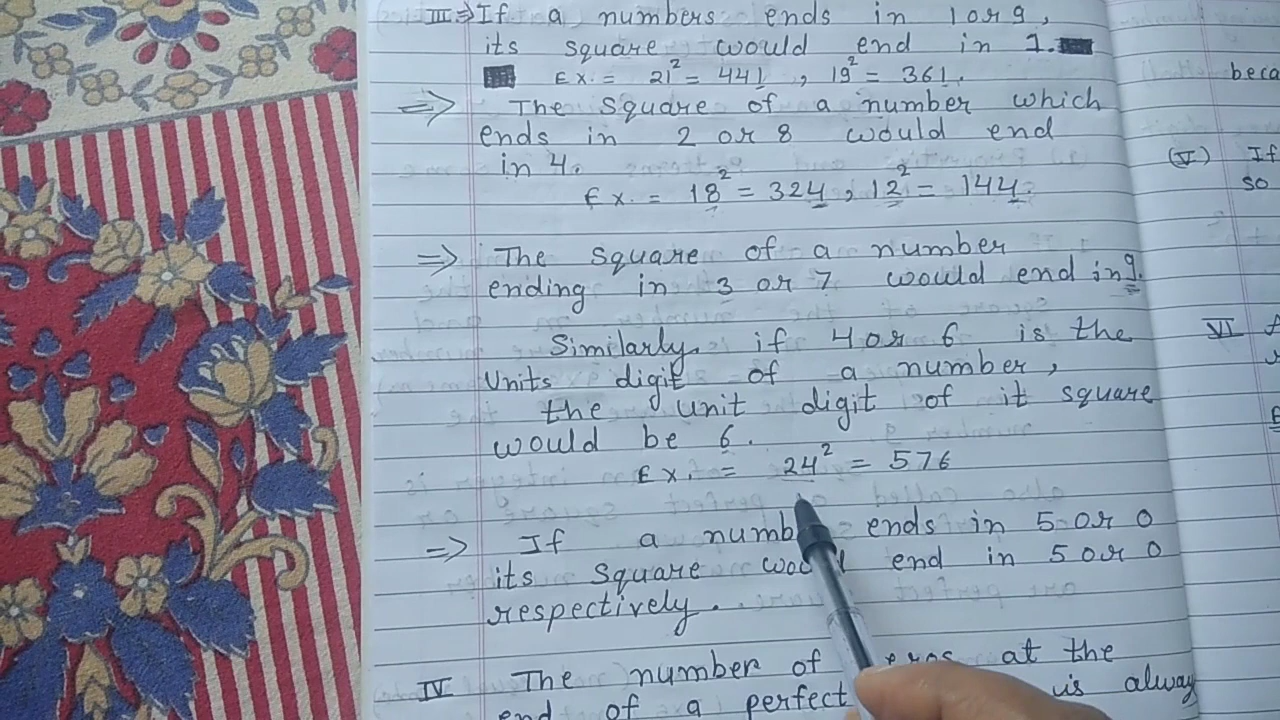 III ⇒ If a numbers ends in 1 or 9,
its square would end in 1.
Ex. = 21² = 441, 19² = 361.
⇒ The square of a number which
ends in 2 or 8 would end
in 4.
Ex. = 18² = 324, 12² = 144.
⇒ The square of a number
ending in 3 or 7 would end in 9.
Similarly if 4 or 6 is the
Units digit of a number,
the unit digit of it square
would be 6.
Ex. = 24² = 576
⇒ If a ends in 5 or 0
its square end in 5 or 0
respectively.
IV The number of at the
end of a perfect is alway
(V) If
so
VI